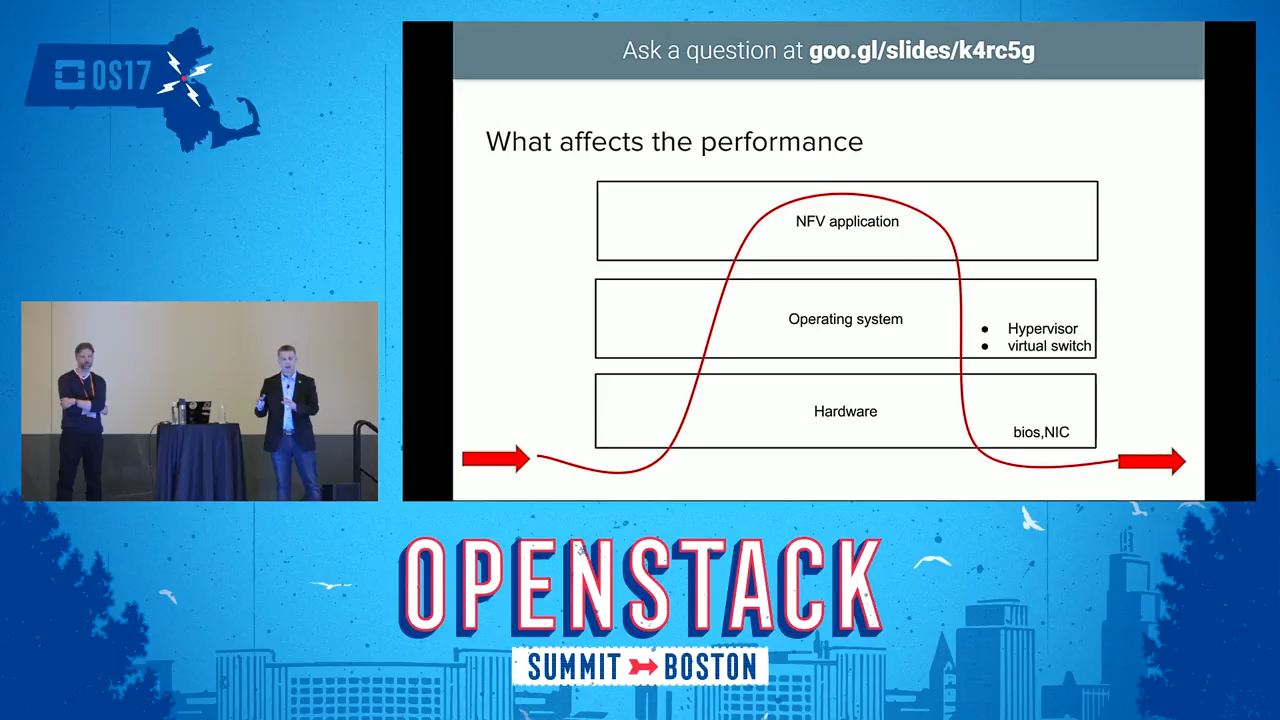 OS17
Ask a question at goo.gl/slides/k4rc5g
What affects the performance
NFV application
Operating system
● Hypervisor
● virtual switch
Hardware
bios,NIC
OPENSTACK
SUMMIT BOSTON